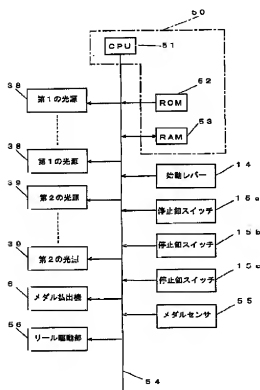 50
CPU
51
38
第1の光源
ROM
52
RAM
53
38
第1の光源
始動レバー
14
39
第2の光源
停止釦スイッチ
15a
停止釦スイッチ
15b
39
第2の光源
停止釦スイッチ
15c
6
メダル払出機
メダルセンサ
55
56
リール駆動部
54